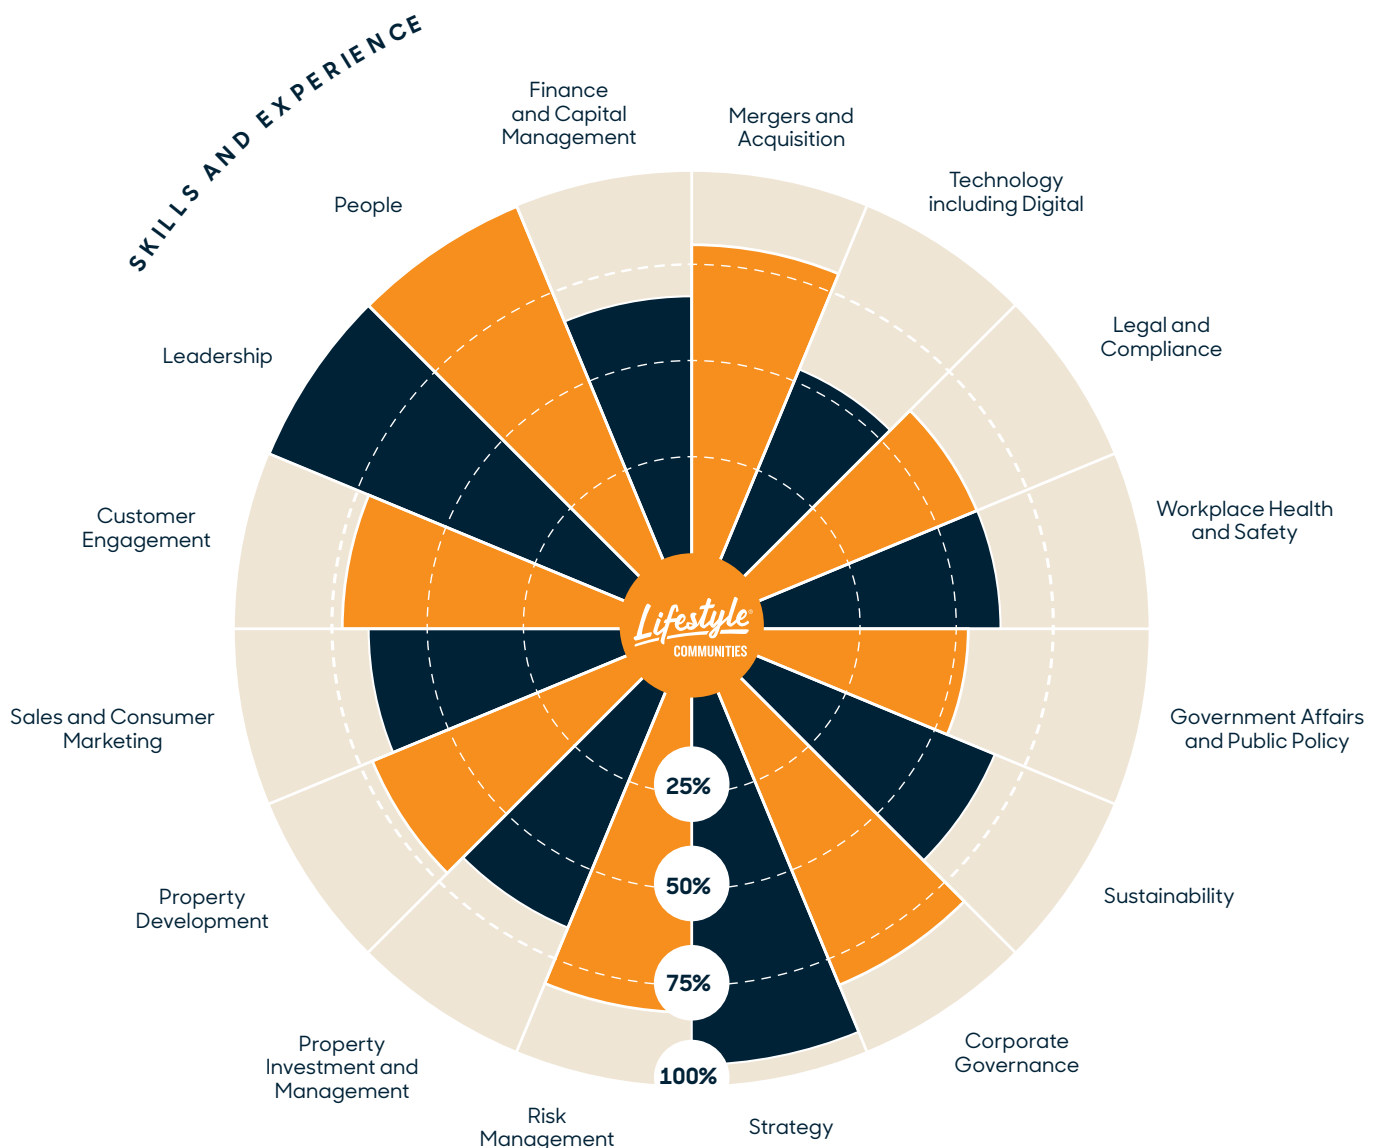 SKILLS AND EXPERIENCE
Finance
and Capital
Management
Mergers and
Acquisition
Technology
including Digital
People
Legal and
Compliance
Leadership
Workplace Health
and Safety
Customer
Engagement
Lifestyle®
COMMUNITIES
Government Affairs
and Public Policy
Sales and Consumer
Marketing
25%
50%
75%
100%
Sustainability
Property
Development
Corporate
Governance
Property
Investment and
Management
Risk
Management
Strategy